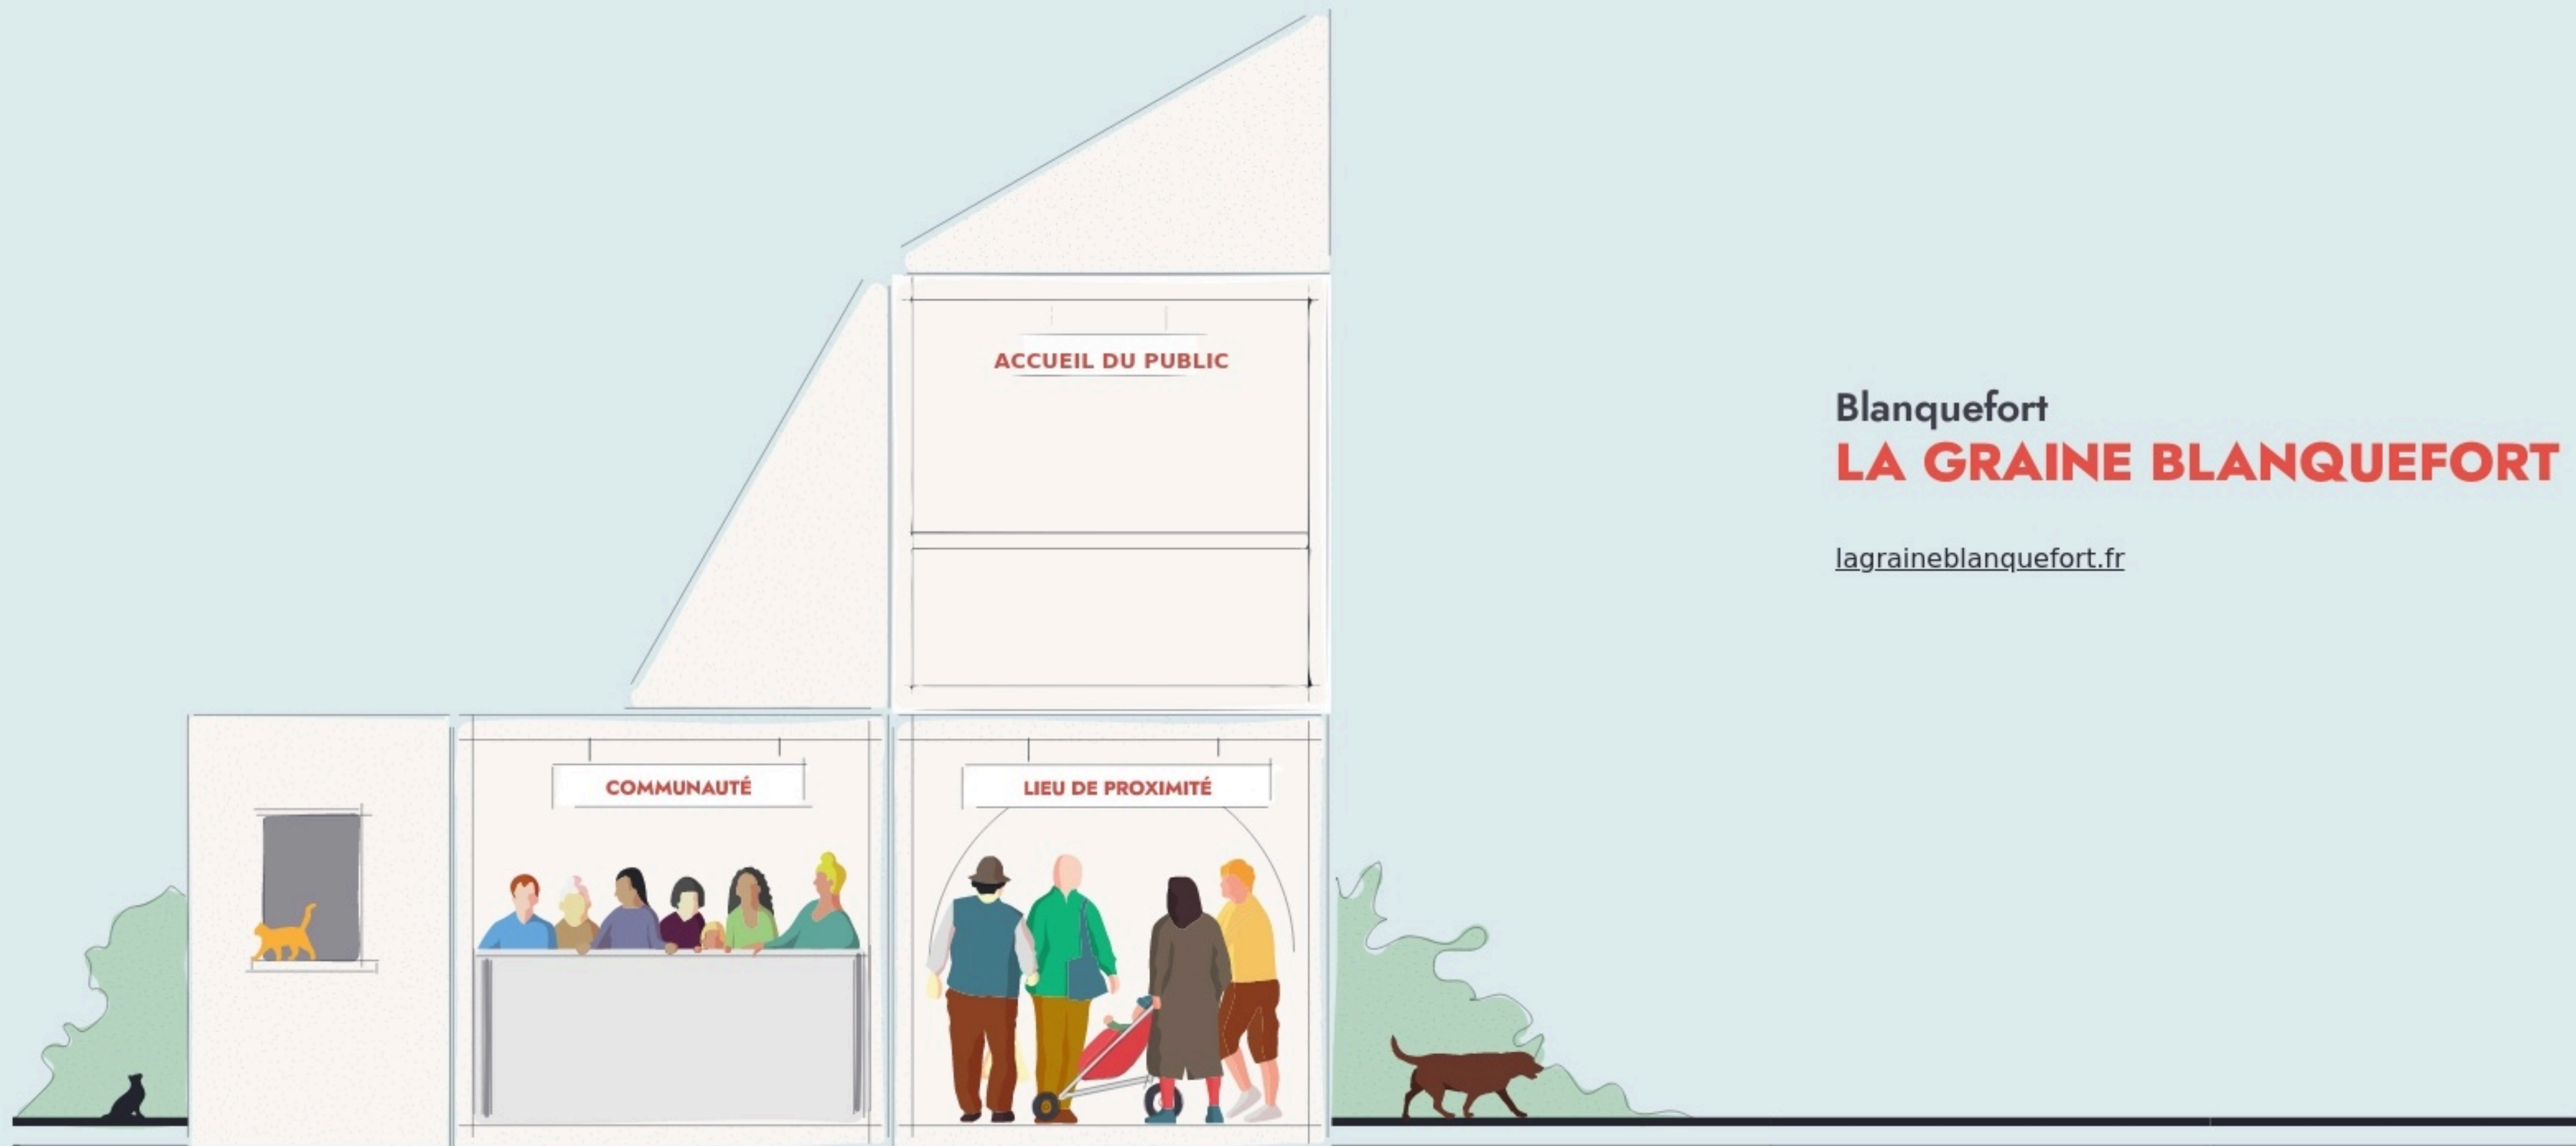 ACCUEIL DU PUBLIC
Blanquefort
LA GRAINE BLANQUEFORT
lagraineblanquefort.fr
COMMUNAUTÉ
LIEU DE PROXIMITÉ